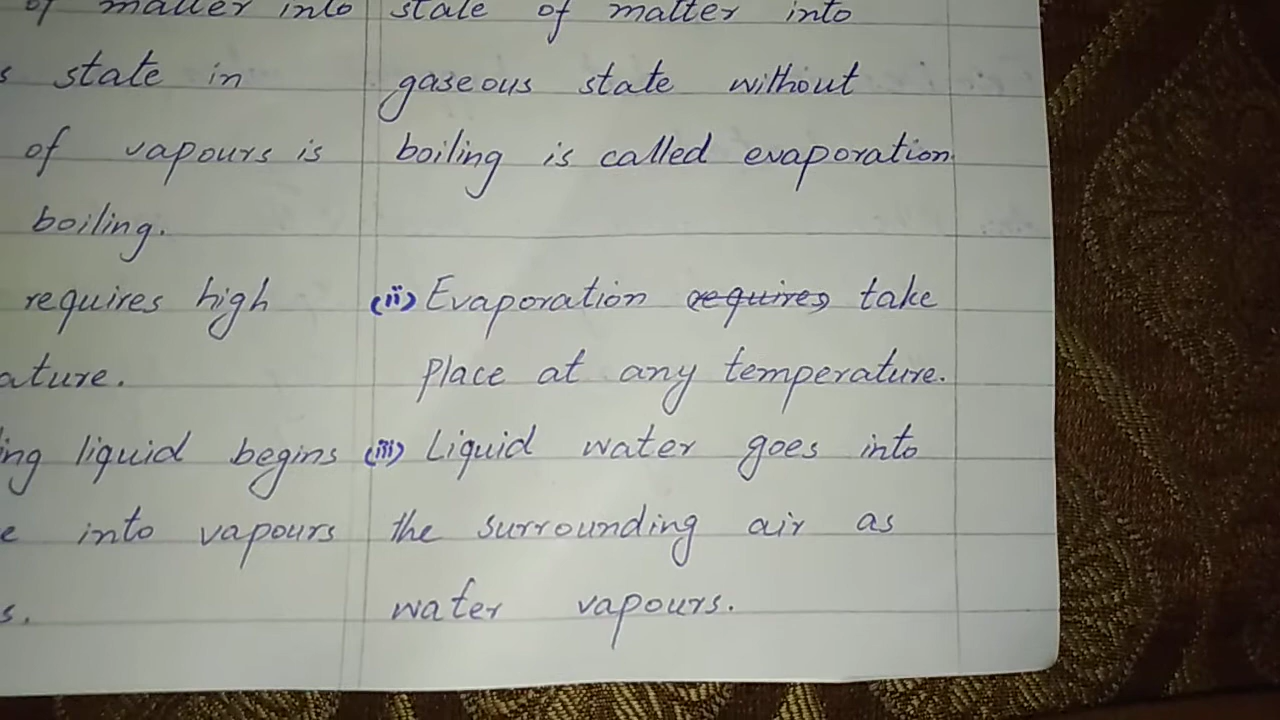 of matter into
s state in
of vapours is
boiling.
requires high
ature.
ing liquid begins
e into vapours
s.
state of matter into
gaseous state without
boiling is called evaporation
(ii) Evaporation requires take
Place at any temperature.
(iii) Liquid water goes into
the surrounding air as
water vapours.